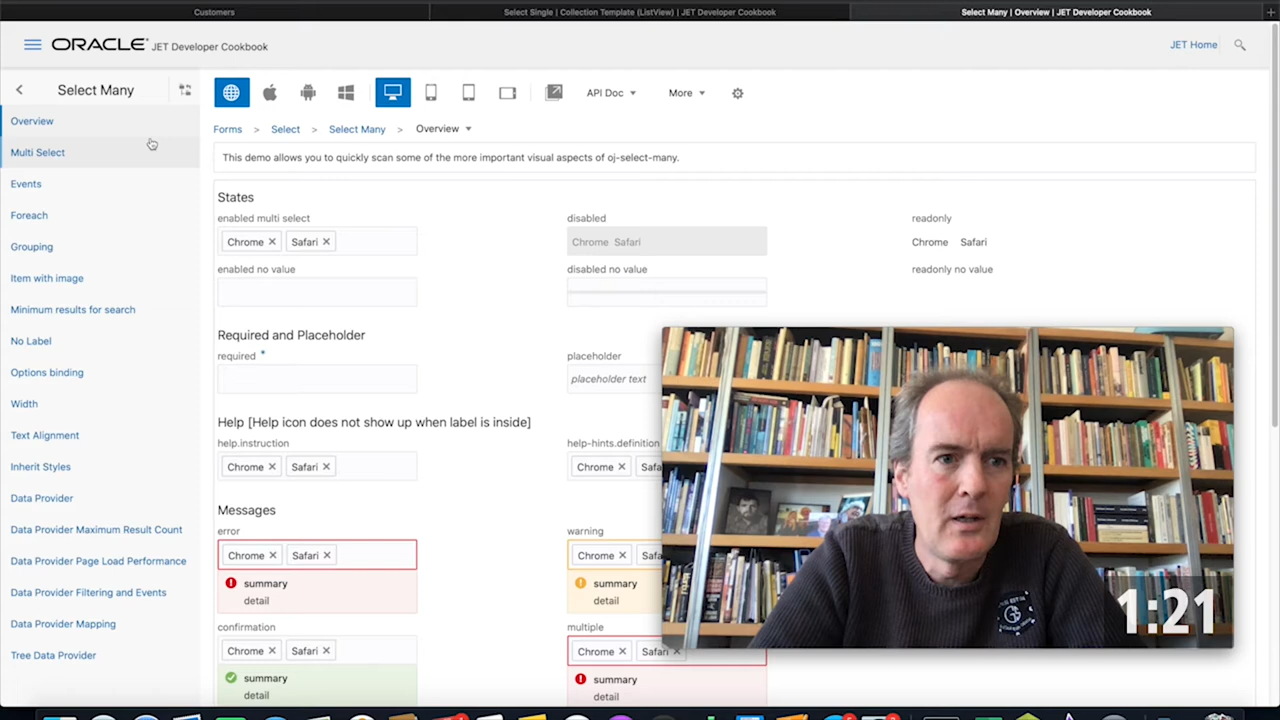 Customers
Select Single | Collection Template (ListView) | JET Developer Cookbook
Select Many | Overview | JET Developer Cookbook
ORACLE JET Developer Cookbook
JET Home
Select Many
API Doc
More
Overview
Multi Select
Events
Foreach
Grouping
Item with image
Minimum results for search
No Label
Options binding
Width
Text Alignment
Inherit Styles
Data Provider
Data Provider Maximum Result Count
Data Provider Page Load Performance
Data Provider Filtering and Events
Data Provider Mapping
Tree Data Provider
Forms > Select > Select Many > Overview
This demo allows you to quickly scan some of the more important visual aspects of oj-select-many.
States
enabled multi select
disabled
readonly
Chrome Safari
Chrome Safari
Chrome Safari
enabled no value
disabled no value
readonly no value
Required and Placeholder
required *
placeholder
placeholder text
Help [Help icon does not show up when label is inside]
help.instruction
help-hints.definition
Chrome Safari
Chrome Safa
Messages
error
warning
Chrome Safari
Chrome Safa
summary
summary
detail
detail
confirmation
multiple
Chrome Safari
Chrome Safari
summary
summary
detail
detail
1:21